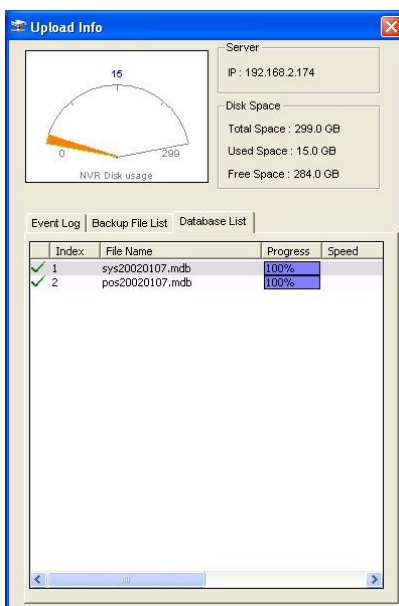 Upload Info
Server
IP : 192.168.2.174
15
0
299
NVR Disk usage
Disk Space
Total Space : 299.0 GB
Used Space : 15.0 GB
Free Space : 284.0 GB
Event Log Backup File List Database List
Index File Name Progress Speed
1 sys20020107.mdb 100%
2 pos20020107.mdb 100%